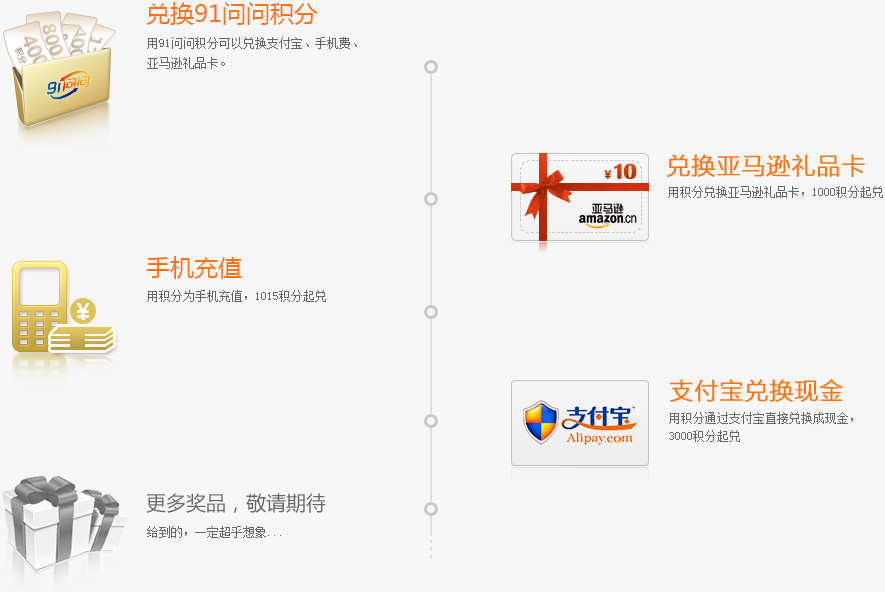 兑换91问问积分
用91问问积分可以兑换支付宝、手机费、
亚马逊礼品卡。
400
800
400
积分
91问问
¥10
亚马逊
amazon.cn
兑换亚马逊礼品卡
用积分兑换亚马逊礼品卡，1000积分起兑
手机充值
用积分为手机充值，1015积分起兑
¥
支付宝
Alipay.com
支付宝兑换现金
用积分通过支付宝直接兑换成现金，
3000积分起兑
更多奖品，敬请期待
给到的，一定超乎想象...